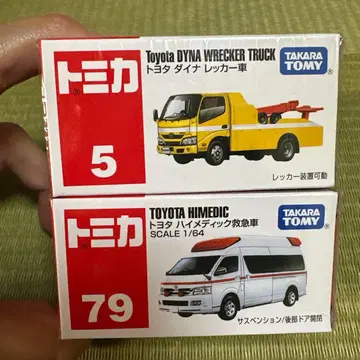 トミカ
5
Toyota DYNA WRECKER TRUCK
トヨタ ダイナ レッカー車
TAKARA TOMY
レッカー装置可動
トミカ
79
TOYOTA HIMEDIC
トヨタ ハイメディック救急車
SCALE 1/64
TAKARA TOMY
サスペンション/後部ドア開閉